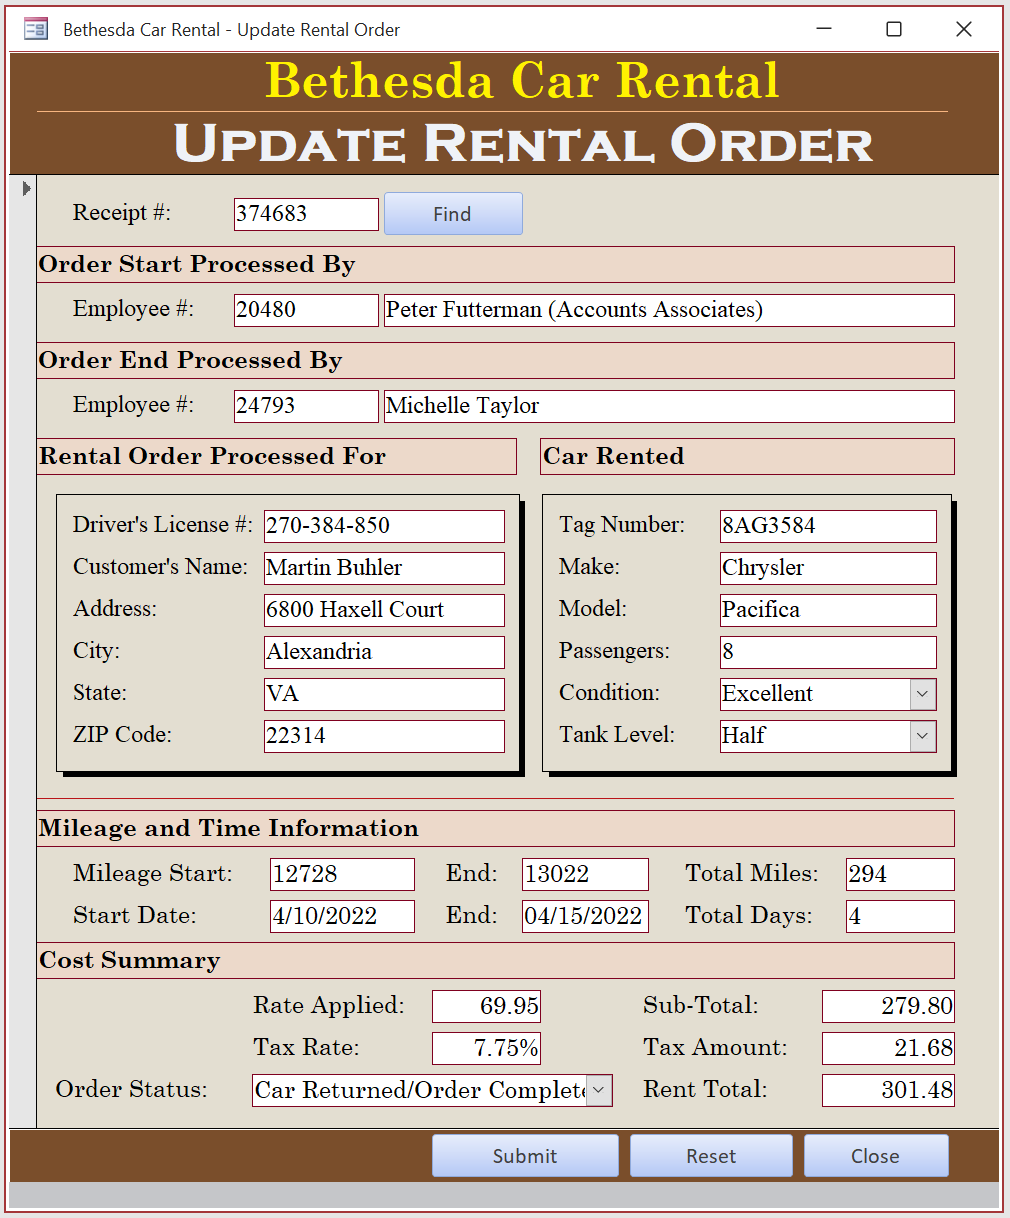 Bethesda Car Rental - Update Rental Order
Bethesda Car Rental
Update Rental Order
Receipt #: 374683 Find
Order Start Processed By
Employee #: 20480 Peter Futterman (Accounts Associates)
Order End Processed By
Employee #: 24793 Michelle Taylor
Rental Order Processed For Car Rented
Driver's License #: 270-384-850 Tag Number: 8AG3584
Customer's Name: Martin Buhler Make: Chrysler
Address: 6800 Haxell Court Model: Pacifica
City: Alexandria Passengers: 8
State: VA Condition: Excellent
ZIP Code: 22314 Tank Level: Half
Mileage and Time Information
Mileage Start: 12728 End: 13022 Total Miles: 294
Start Date: 4/10/2022 End: 04/15/2022 Total Days: 4
Cost Summary
Rate Applied: 69.95 Sub-Total: 279.80
Tax Rate: 7.75% Tax Amount: 21.68
Order Status: Car Returned/Order Complete Rent Total: 301.48
Submit Reset Close